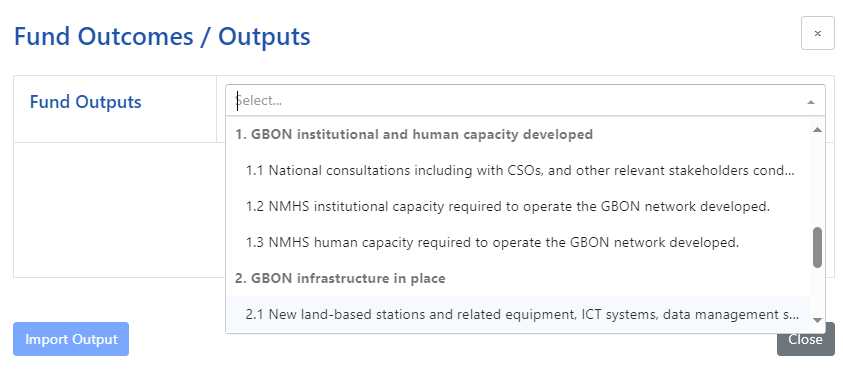 Fund Outcomes / Outputs
×
Fund Outputs
Select...
1. GBON institutional and human capacity developed
1.1 National consultations including with CSOs, and other relevant stakeholders cond...
1.2 NMHS institutional capacity required to operate the GBON network developed.
1.3 NMHS human capacity required to operate the GBON network developed.
2. GBON infrastructure in place
2.1 New land-based stations and related equipment, ICT systems, data management s...
Import Output
Close